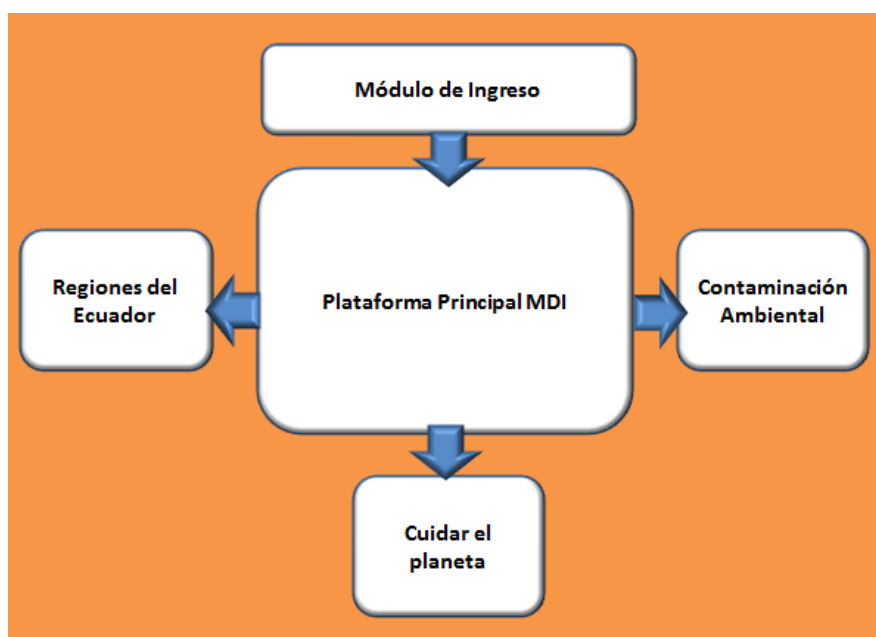 Módulo de Ingreso
Regiones del
Ecuador
Plataforma Principal MDI
Contaminación
Ambiental
Cuidar el
planeta